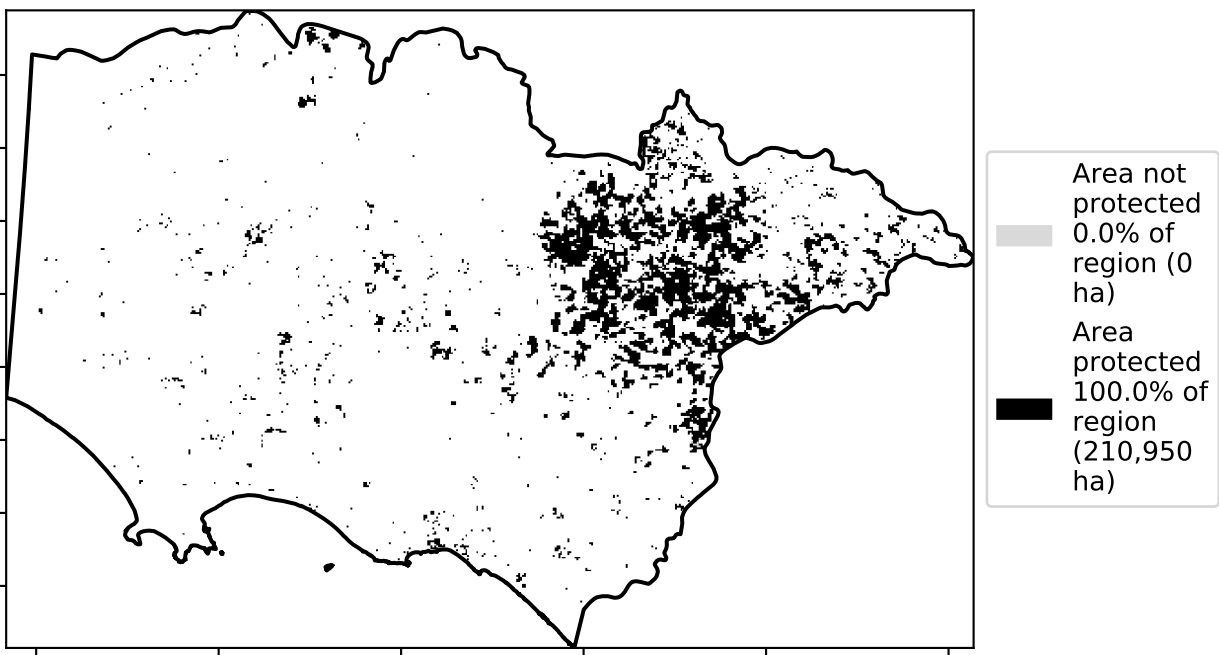 Area not
protected
0.0% of
region (0
ha)
Area
protected
100.0% of
region
(210,950
ha)